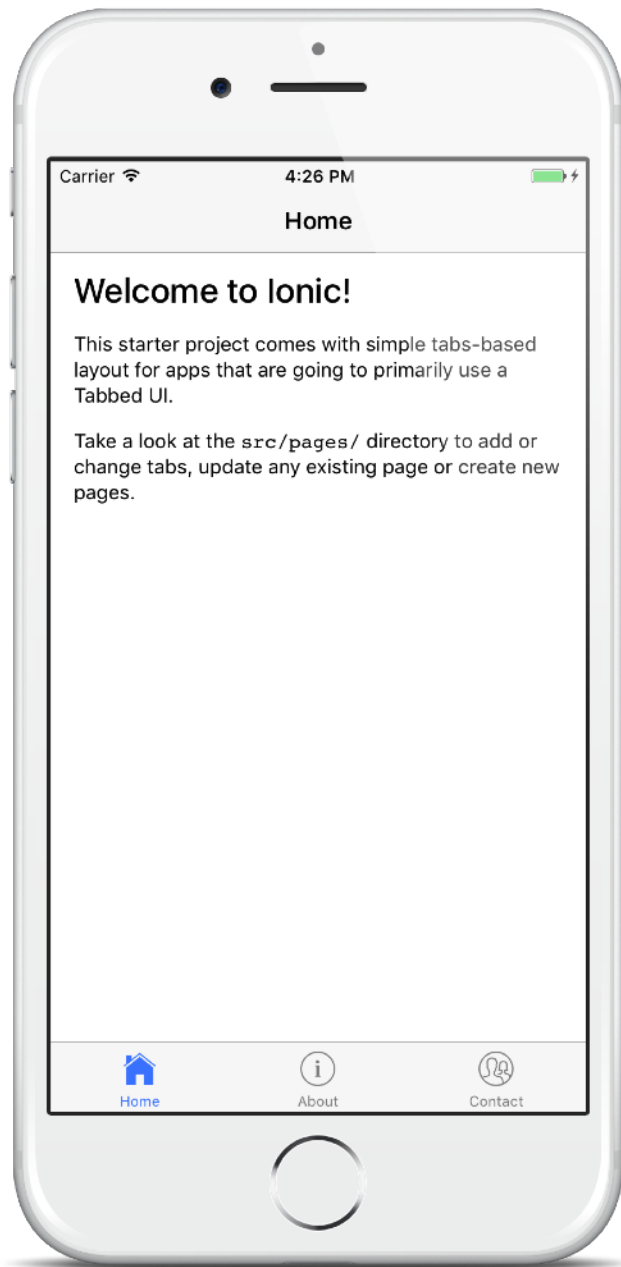 Carrier 4:26 PM
Home
Welcome to Ionic!
This starter project comes with simple tabs-based
layout for apps that are going to primarily use a
Tabbed UI.
Take a look at the src/pages/ directory to add or
change tabs, update any existing page or create new
pages.
Home About Contact